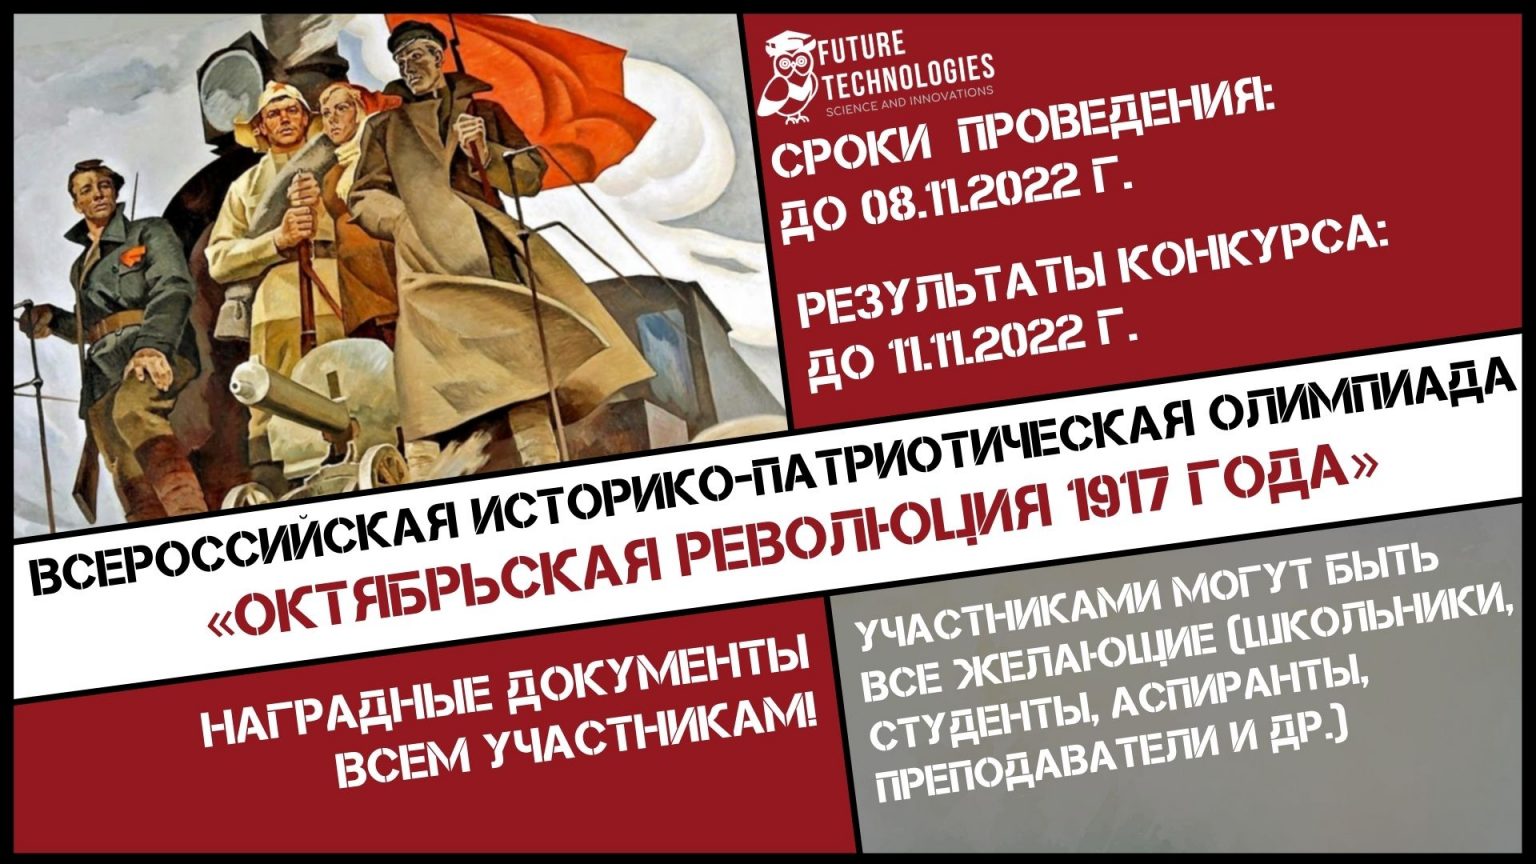 FUTURE
TECHNOLOGIES
SCIENCE AND INNOVATIONS
СРОКИ ПРОВЕДЕНИЯ:
ДО 08.11.2022 Г.
РЕЗУЛЬТАТЫ КОНКУРСА:
ДО 11.11.2022 Г.
ВСЕРОССИЙСКАЯ ИСТОРИКО-ПАТРИОТИЧЕСКАЯ ОЛИМПИАДА
«ОКТЯБРЬСКАЯ РЕВОЛЮЦИЯ 1917 ГОДА»
НАГРАДНЫЕ ДОКУМЕНТЫ
ВСЕМ УЧАСТНИКАМ!
УЧАСТНИКАМИ МОГУТ БЫТЬ
ВСЕ ЖЕЛАЮЩИЕ (ШКОЛЬНИКИ,
СТУДЕНТЫ, АСПИРАНТЫ,
ПРЕПОДАВАТЕЛИ И ДР.)